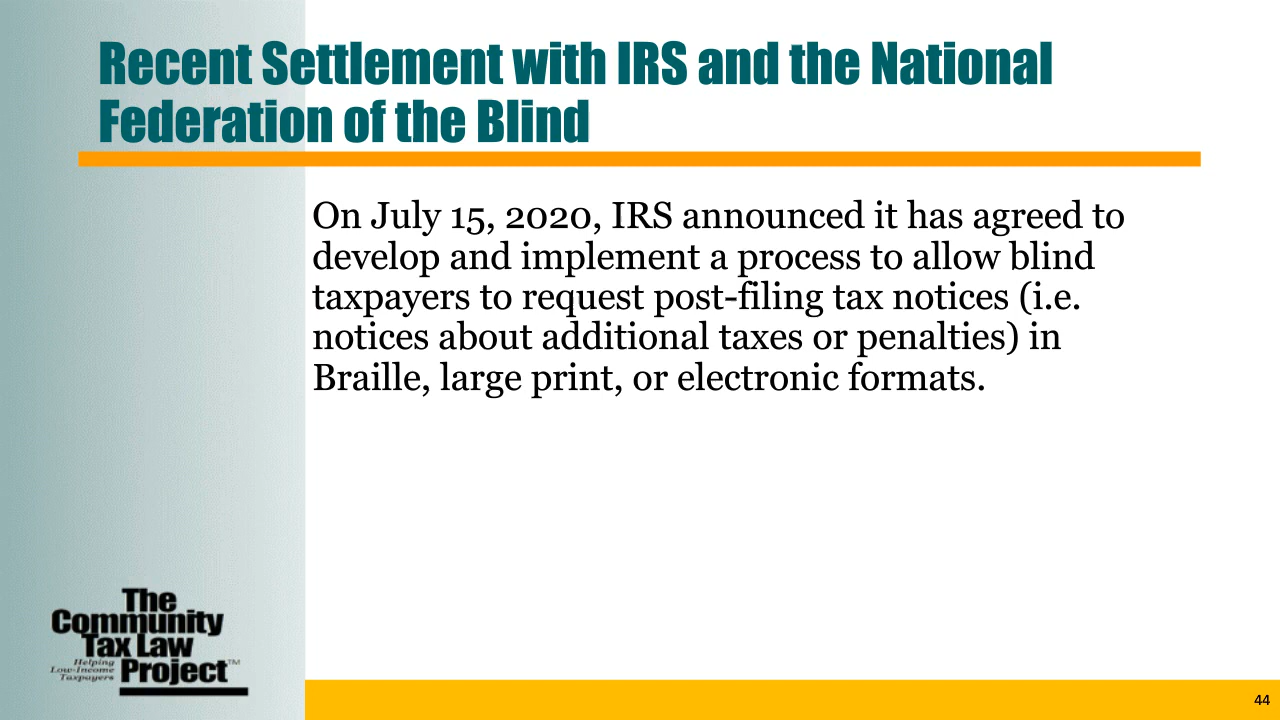 Recent Settlement with IRS and the National
Federation of the Blind
On July 15, 2020, IRS announced it has agreed to
develop and implement a process to allow blind
taxpayers to request post-filing tax notices (i.e.
notices about additional taxes or penalties) in
Braille, large print, or electronic formats.
The
Community
Tax Law
Helping
Low-Income
Taxpayers
Project™
44